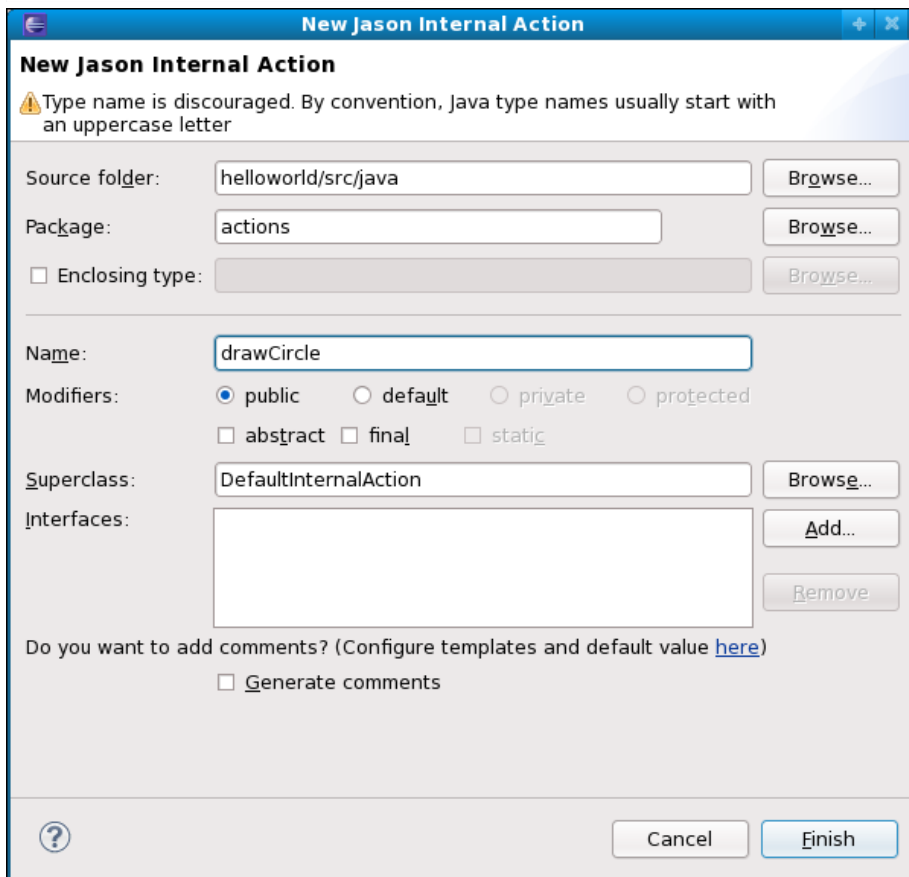 New Jason Internal Action
New Jason Internal Action
Type name is discouraged. By convention, Java type names usually start with
an uppercase letter
Source folder: helloworld/src/java Browse...
Package: actions Browse...
Enclosing type: Browse...
Name: drawCircle
Modifiers: public default private protected
abstract final static
Superclass: DefaultInternalAction Browse...
Interfaces: Add...
Remove
Do you want to add comments? (Configure templates and default value here)
Generate comments
? Cancel Finish